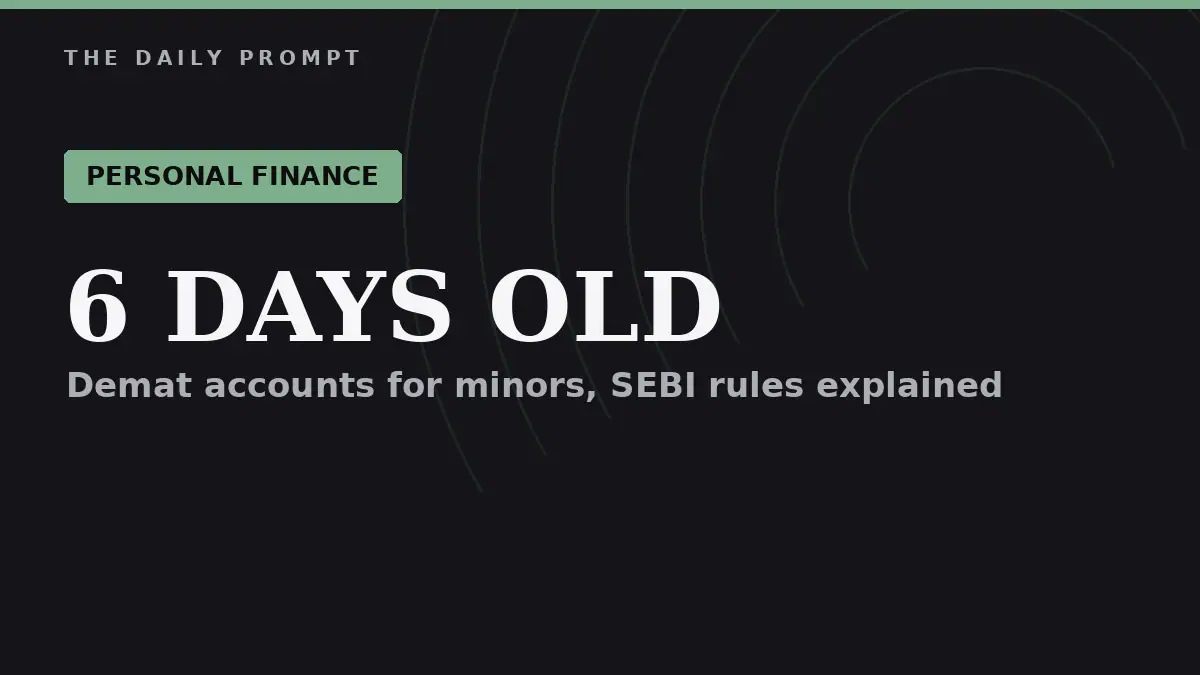 THE DAILY PROMPT
PERSONAL FINANCE
6 DAYS OLD
Demat accounts for minors, SEBI rules explained